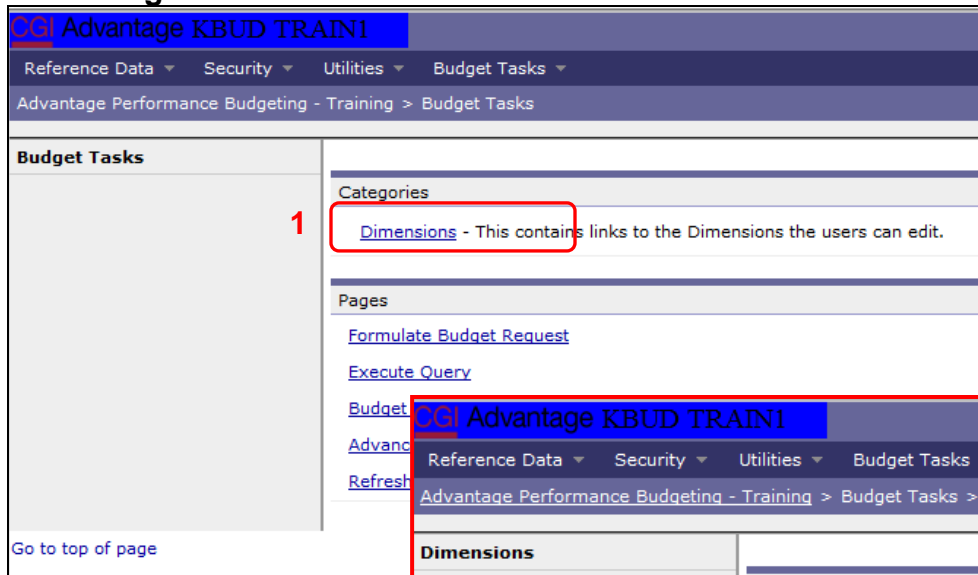 CGI Advantage KBUD TRAIN1
Reference Data Security Utilities Budget Tasks
Advantage Performance Budgeting - Training > Budget Tasks
Budget Tasks
Categories
1
Dimensions - This contains links to the Dimensions the users can edit.
Pages
Formulate Budget Request
Execute Query
Budget
Advanc
Refresh
Go to top of page
CGI Advantage KBUD TRAIN1
Reference Data Security Utilities Budget Tasks
Advantage Performance Budgeting - Training > Budget Tasks >
Dimensions